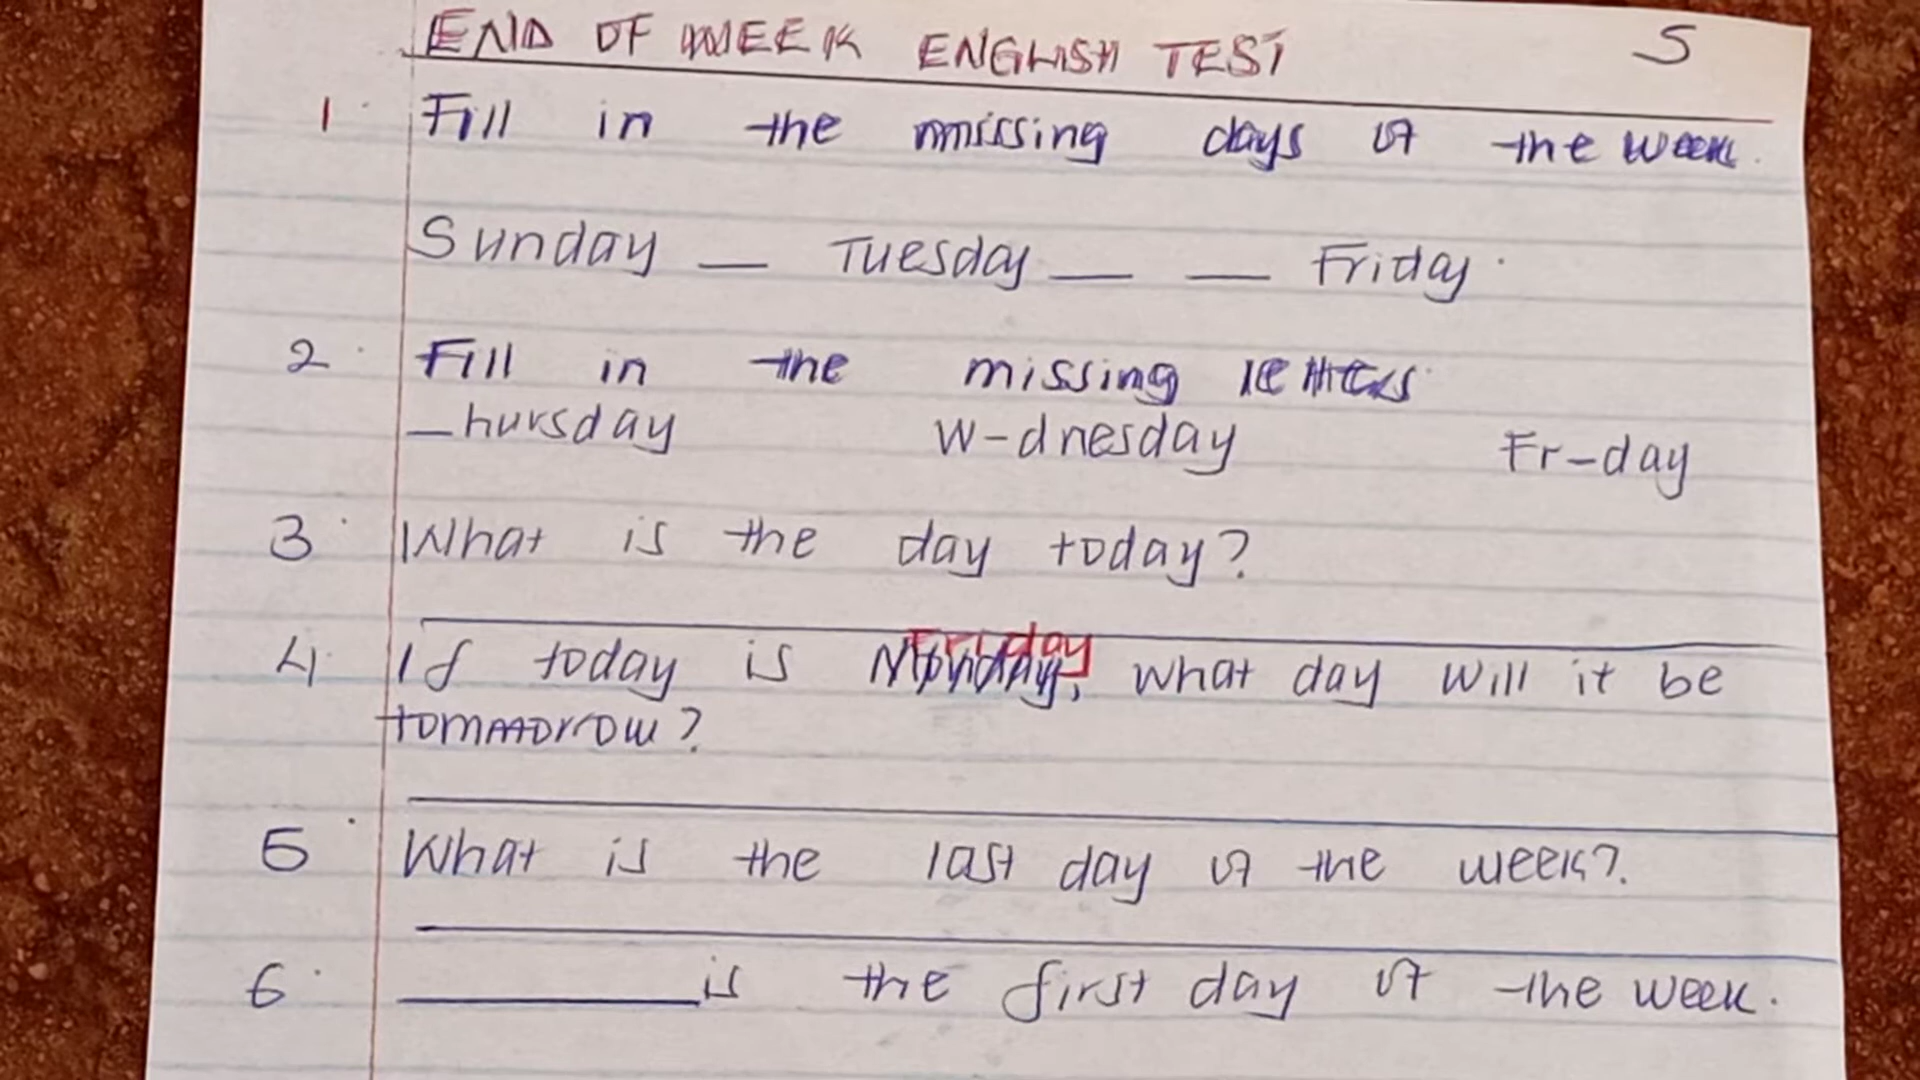 END OF WEEK ENGLISH TEST S
1. Fill in the missing days of the week.
Sunday __ Tuesday __ __ Friday.
2. Fill in the missing letters
_hursday W-dnesday Fr-day
3. What is the day today?
4. If today is Friday, what day will it be
tommorrow?
5. What is the last day of the week?
6. ________ is the first day of the week.